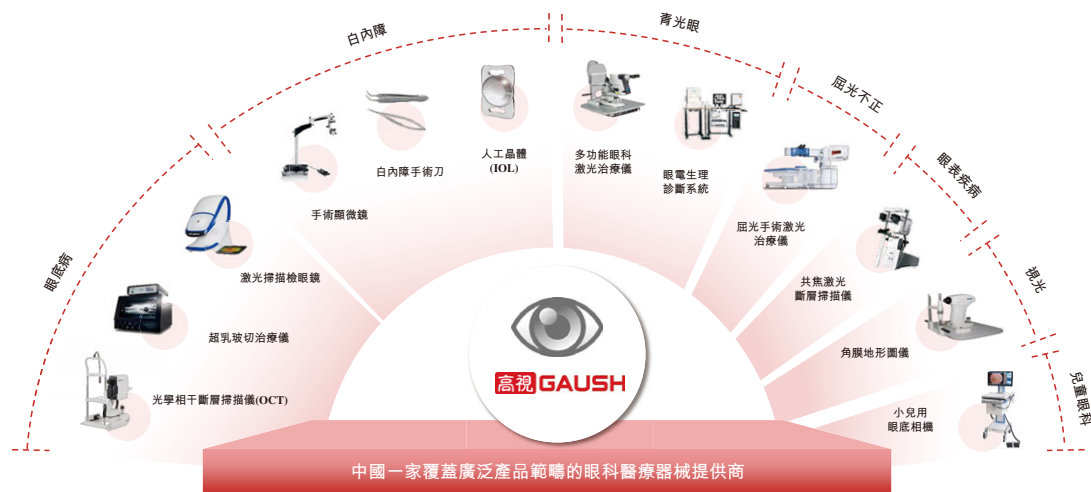 白內障
青光眼
屈光不正
眼表疾病
視光
兒童眼科
眼底病
人工晶體
(IOL)
白內障手術刀
手術顯微鏡
激光掃描檢眼鏡
超乳玻切治療儀
光學相干斷層掃描儀(OCT)
多功能眼科
激光治療儀
眼電生理
診斷系統
屈光手術激光
治療儀
共焦激光
斷層掃描儀
角膜地形圖儀
小兒用
眼底相機
高視 GAUSH
中國一家覆蓋廣泛產品範疇的眼科醫療器械提供商